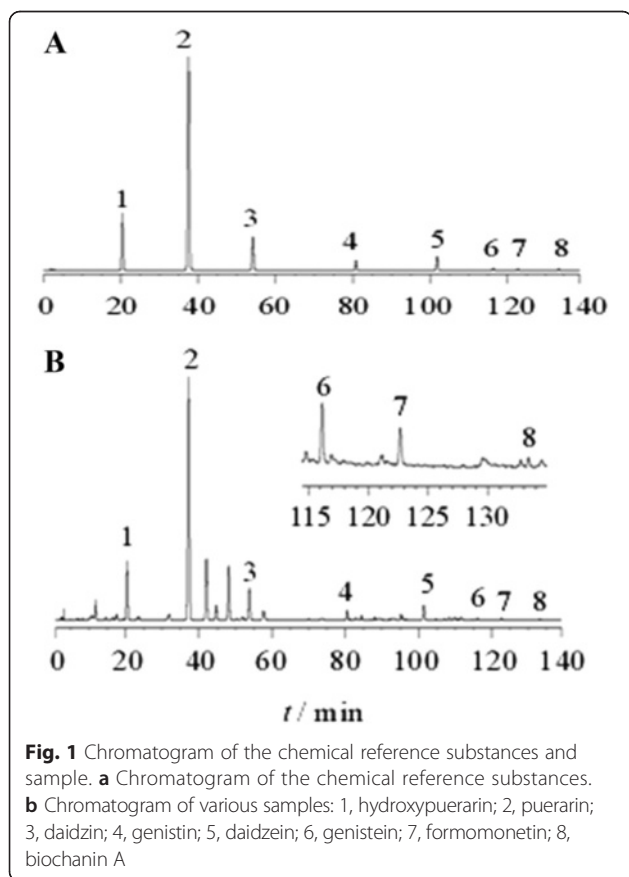 A
2
1
3
4
5
6 7 8
0 20 40 60 80 100 120 140
B
2
6
7
8
115 120 125 130
1
3
4
5
6 7 8
0 20 40 60 80 100 120 140
t / min
Fig. 1 Chromatogram of the chemical reference substances and
sample. a Chromatogram of the chemical reference substances.
b Chromatogram of various samples: 1, hydroxypuerarin; 2, puerarin;
3, daidzin; 4, genistin; 5, daidzein; 6, genistein; 7, formomonetin; 8,
biochanin A